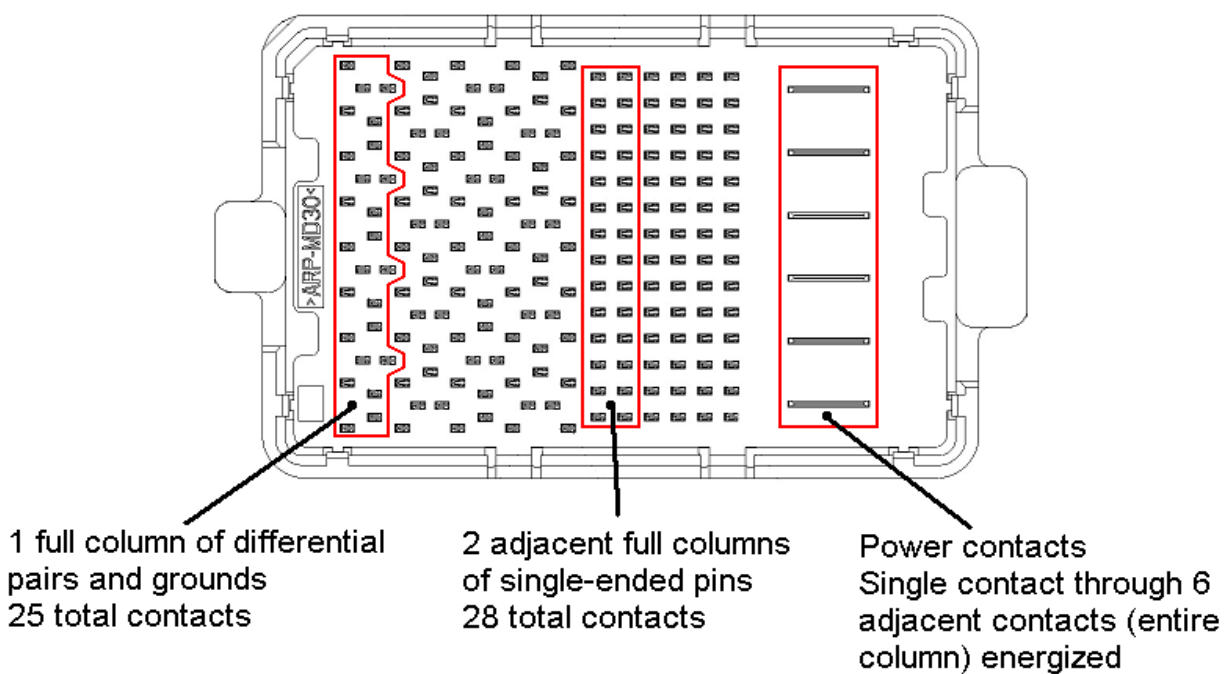 >ARP-MD30<
1 full column of differential
pairs and grounds
25 total contacts
2 adjacent full columns
of single-ended pins
28 total contacts
Power contacts
Single contact through 6
adjacent contacts (entire
column) energized